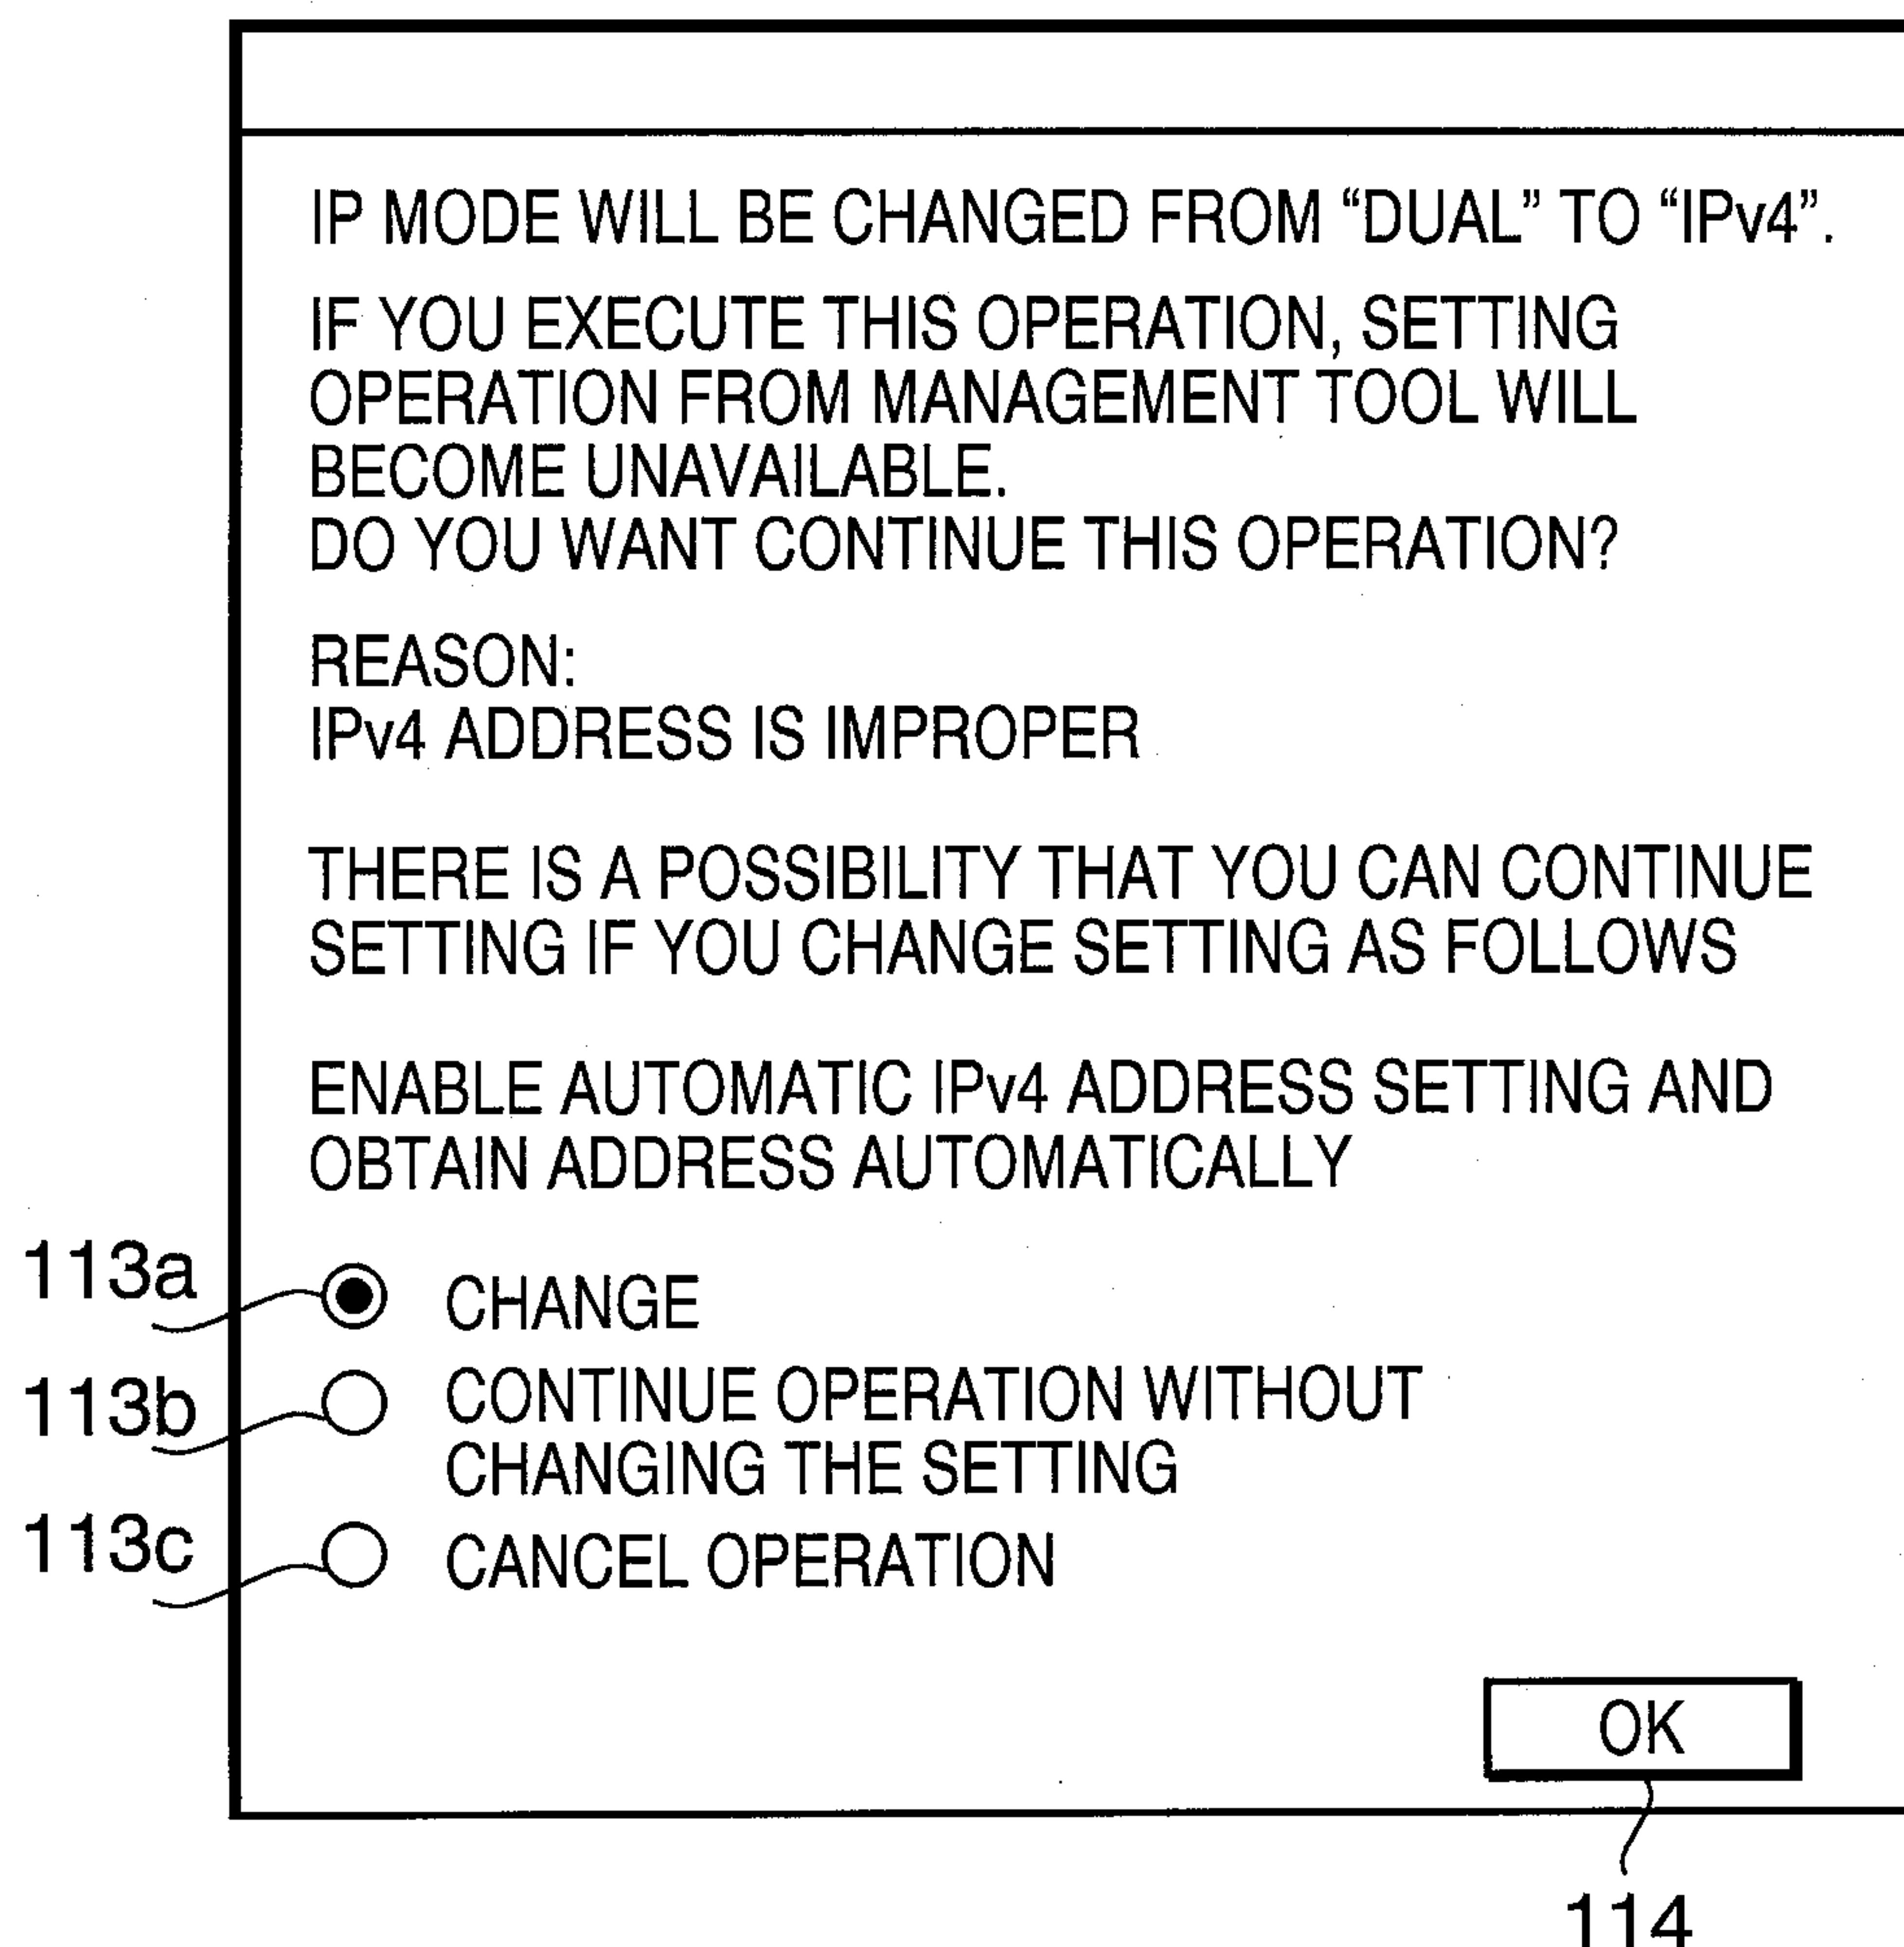 IP MODE WILL BE CHANGED FROM “DUAL” TO “IPv4”.
IF YOU EXECUTE THIS OPERATION, SETTING
OPERATION FROM MANAGEMENT TOOL WILL
BECOME UNAVAILABLE.
DO YOU WANT CONTINUE THIS OPERATION?
REASON:
IPv4 ADDRESS IS IMPROPER
THERE IS A POSSIBILITY THAT YOU CAN CONTINUE
SETTING IF YOU CHANGE SETTING AS FOLLOWS
ENABLE AUTOMATIC IPv4 ADDRESS SETTING AND
OBTAIN ADDRESS AUTOMATICALLY
113a CHANGE
113b CONTINUE OPERATION WITHOUT
CHANGING THE SETTING
113c CANCEL OPERATION
OK
114